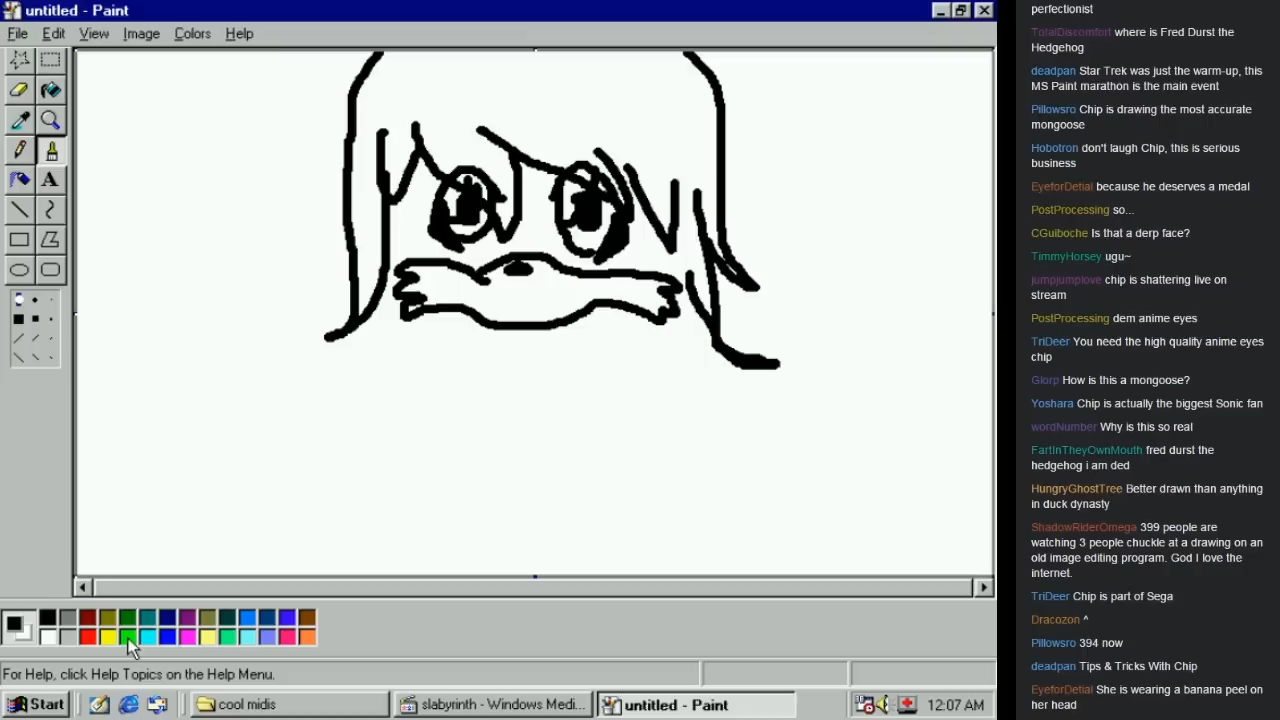 untitled - Paint
File Edit View Image Colors Help
A
For Help, click Help Topics on the Help Menu.
Start
cool midis
slabyrinth - Windows Medi...
untitled - Paint
12:07 AM
perfectionist
TotalDiscomfort where is Fred Durst the
Hedgehog
deadpan Star Trek was just the warm-up, this
MS Paint marathon is the main event
Pillowsro Chip is drawing the most accurate
mongoose
Hobotron don't laugh Chip, this is serious
business
EyeforDetial because he deserves a medal
PostProcessing so...
CGuiboche Is that a derp face?
TimmyHorsey ugu~
jumpjumplove chip is shattering live on
stream
PostProcessing dem anime eyes
TriDeer You need the high quality anime eyes
chip
Glorp How is this a mongoose?
Yoshara Chip is actually the biggest Sonic fan
wordNumber Why is this so real
FartInTheyOwnMouth fred durst the
hedgehog i am ded
HungryGhostTree Better drawn than anything
in duck dynasty
ShadowRiderOmega 399 people are
watching 3 people chuckle at a drawing on an
old image editing program. God I love the
internet.
TriDeer Chip is part of Sega
Dracozon ^
Pillowsro 394 now
deadpan Tips & Tricks With Chip
EyeforDetial She is wearing a banana peel on
her head